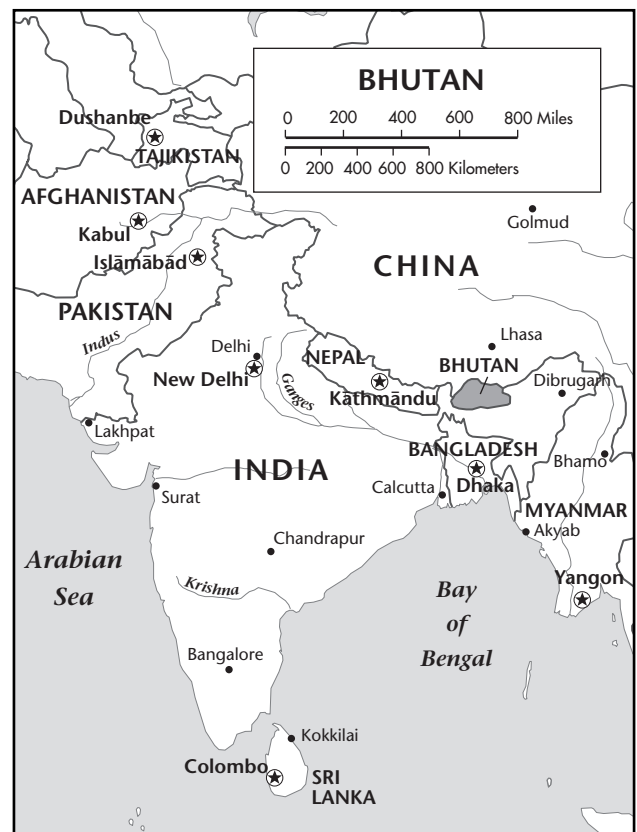 BHUTAN
0 200 400 600 800 Miles
0 200 400 600 800 Kilometers
Dushanbe
TAJIKISTAN
AFGHANISTAN
Kabul
Islāmābād
Golmud
CHINA
PAKISTAN
Indus
Delhi
New Delhi
Ganges
NEPAL
Kāthmāndu
Lhasa
BHUTAN
Dibrugarh
Lakhpat
BANGLADESH
Dhaka
Bhamo
INDIA
Surat
Calcutta
MYANMAR
Akyab
Chandrapur
Arabian
Sea
Krishna
Yangon
Bay
of
Bengal
Bangalore
Kokkilai
Colombo
SRI
LANKA